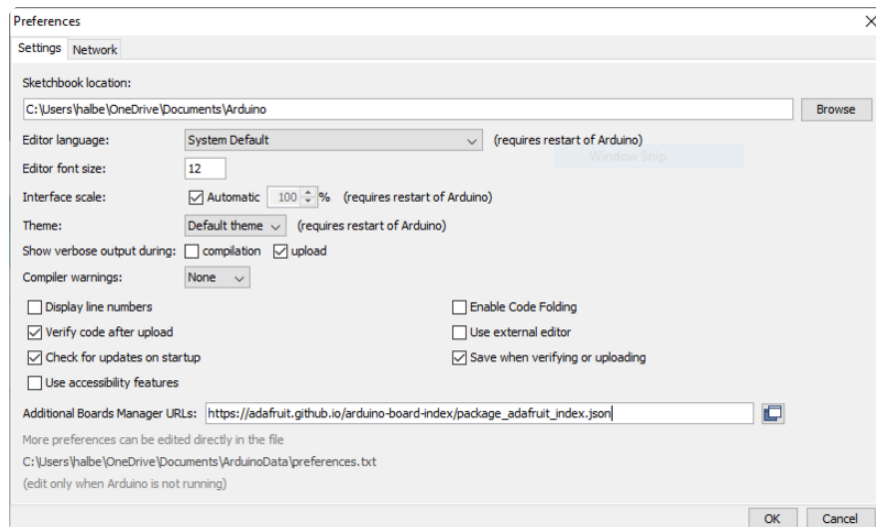 Preferences
Settings Network
Sketchbook location:
C:\Users\halbe\OneDrive\Documents\Arduino Browse
Editor language: System Default (requires restart of Arduino)
Window Snip
Editor font size: 12
Interface scale: Automatic 100 % (requires restart of Arduino)
Theme: Default theme (requires restart of Arduino)
Show verbose output during: compilation upload
Compiler warnings: None
Display line numbers Enable Code Folding
Verify code after upload Use external editor
Check for updates on startup Save when verifying or uploading
Use accessibility features
Additional Boards Manager URLs: https://adafruit.github.io/arduino-board-index/package_adafruit_index.json
More preferences can be edited directly in the file
C:\Users\halbe\OneDrive\Documents\ArduinoData\preferences.txt
(edit only when Arduino is not running)
OK Cancel